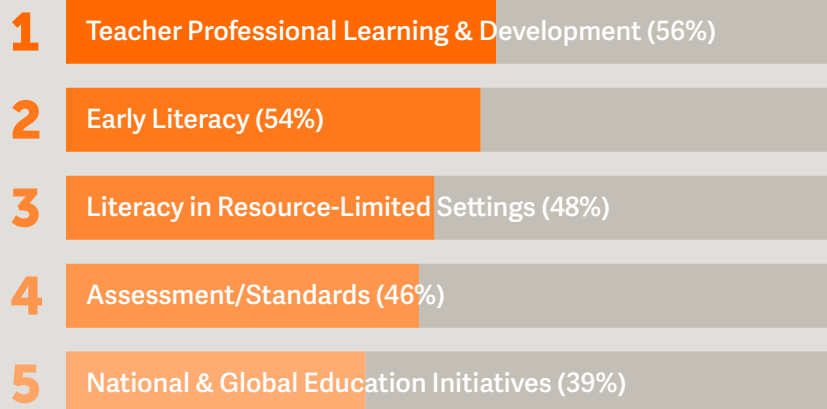 1 Teacher Professional Learning & Development (56%)
2 Early Literacy (54%)
3 Literacy in Resource-Limited Settings (48%)
4 Assessment/Standards (46%)
5 National & Global Education Initiatives (39%)